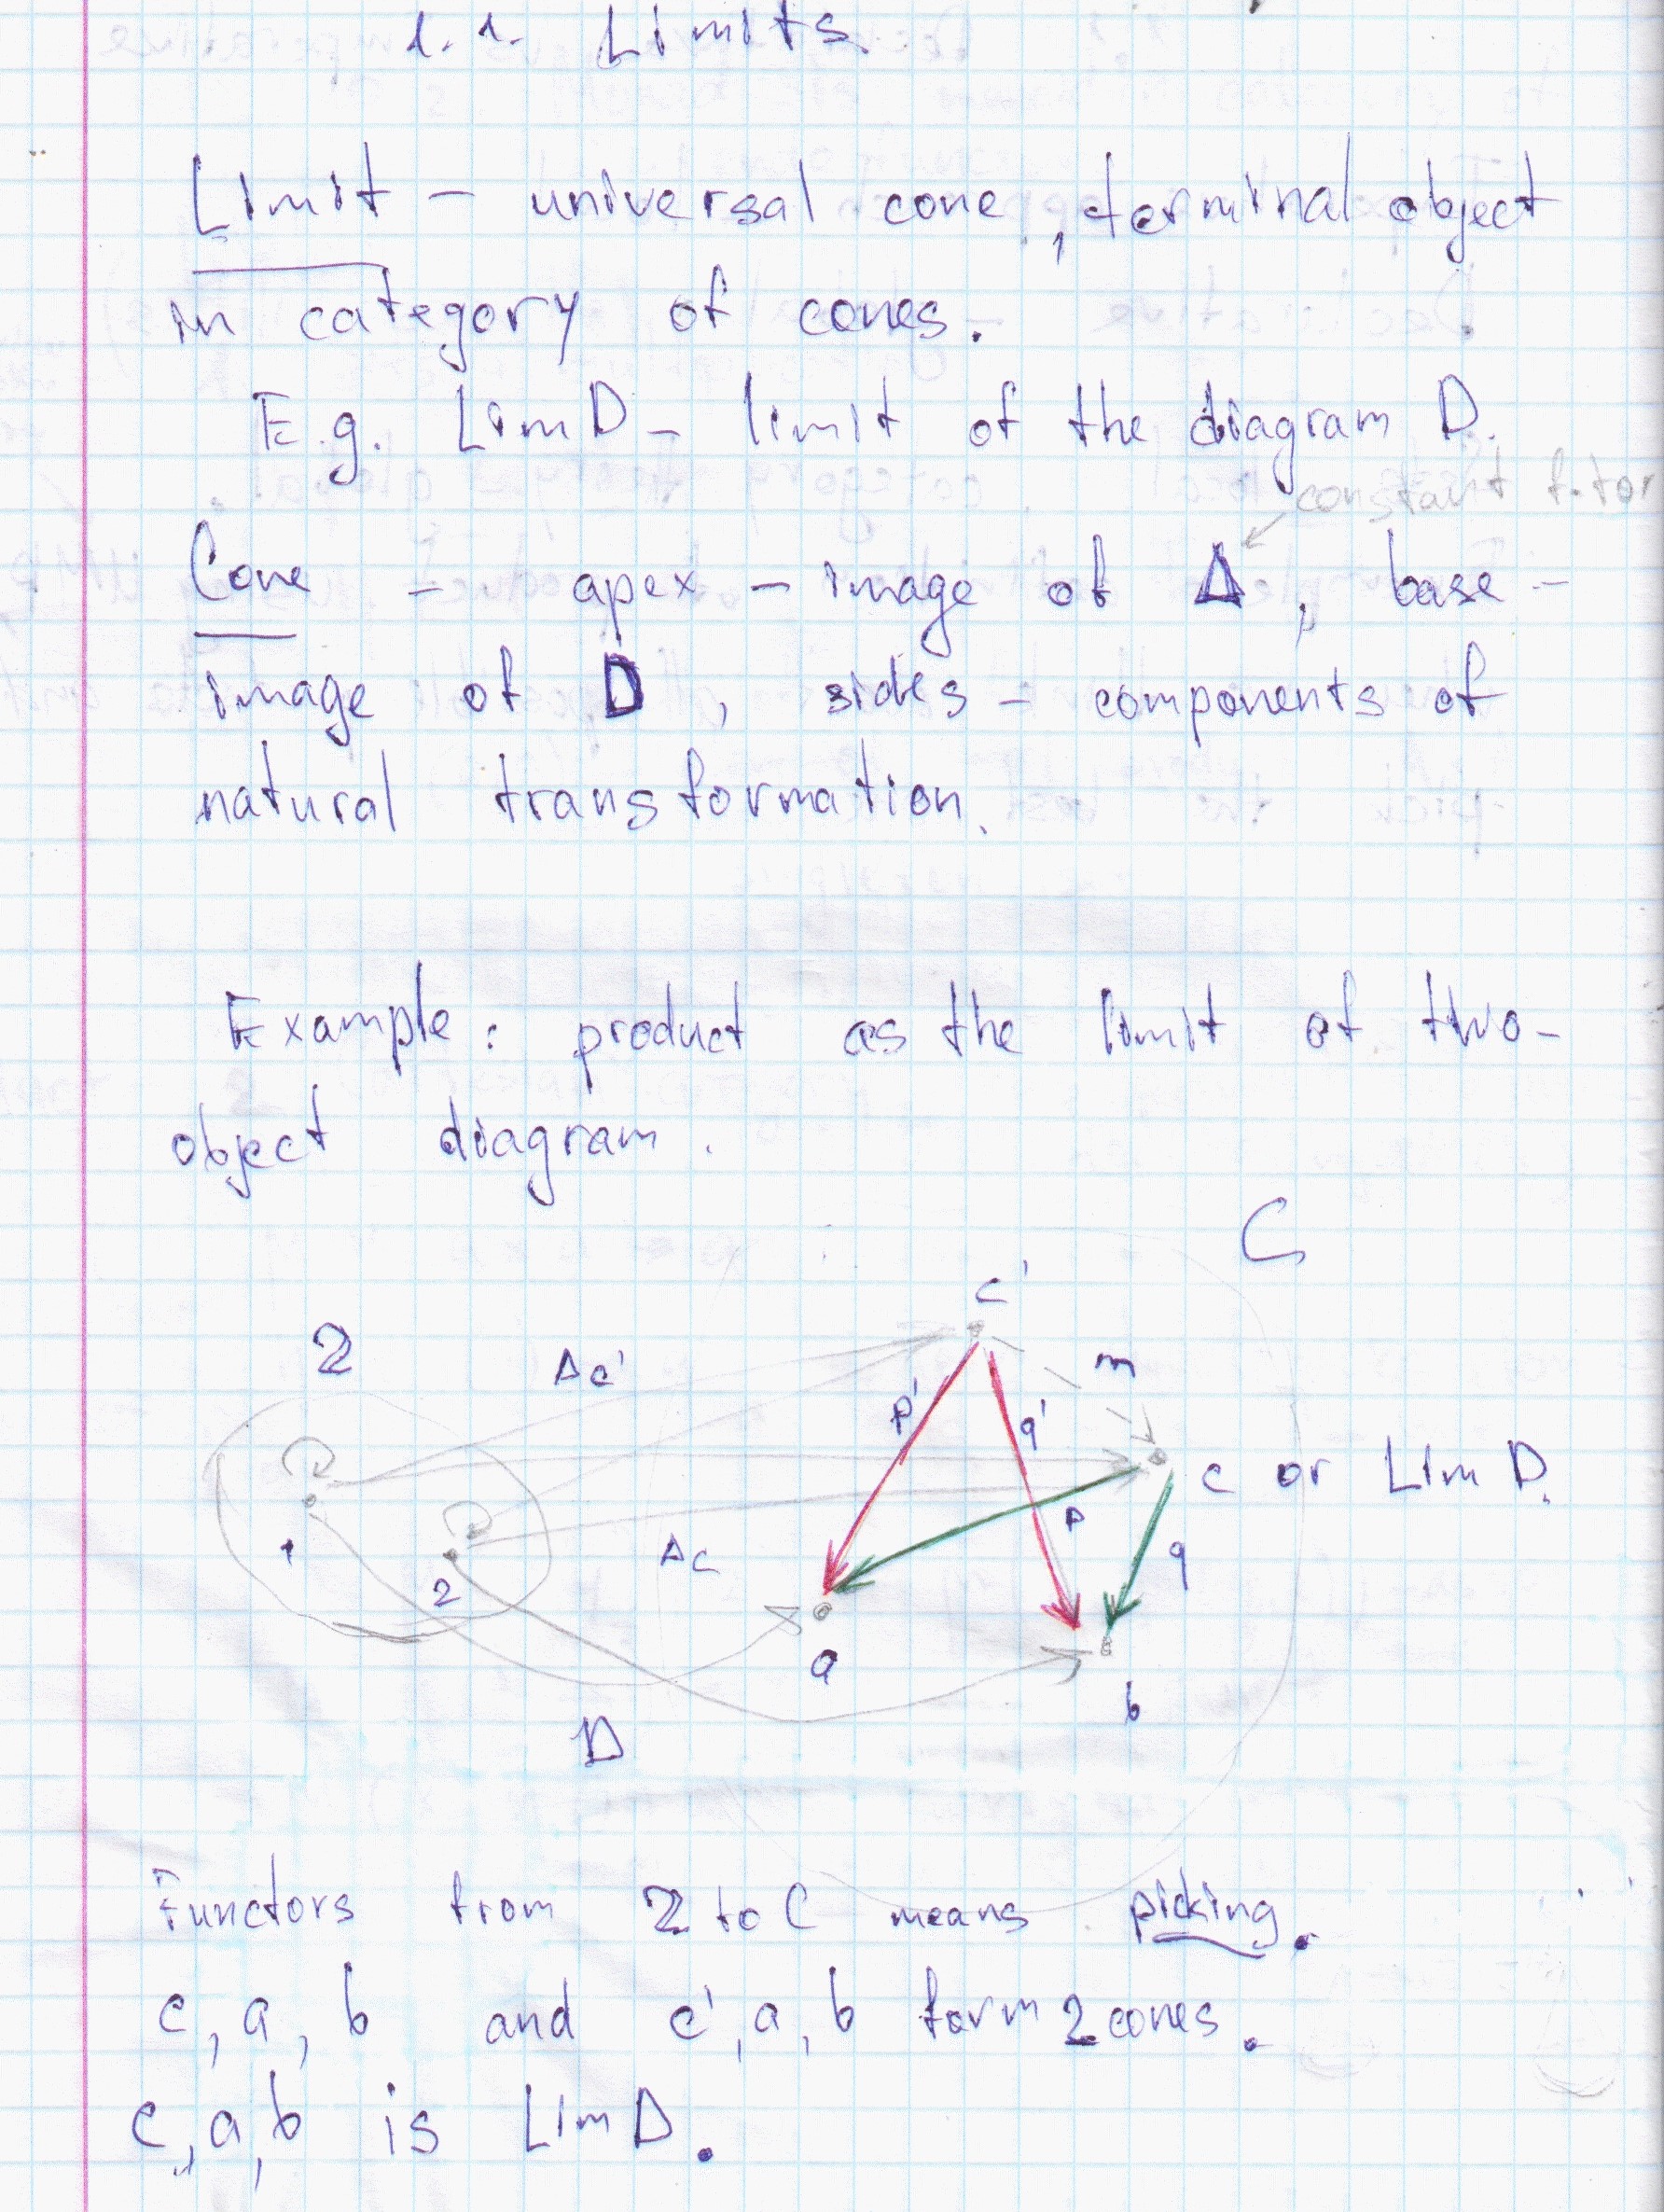 1.1. Limits.
Limit – universal cone, terminal object
in category of cones.
E.g. LimD – limit of the diagram D.
constant f.tor
Cone – apex – image of Δ, base –
image of D, sides – components of
natural transformation.
Example: product as the limit of two-
object diagram.
C
c'
2 Δc' m
p' q'
c or Lim D.
1 2 Δc p q
a
b
D
Functors from 2 to C means picking.
c, a, b and c', a, b form 2 cones.
c, a, b is LimD.